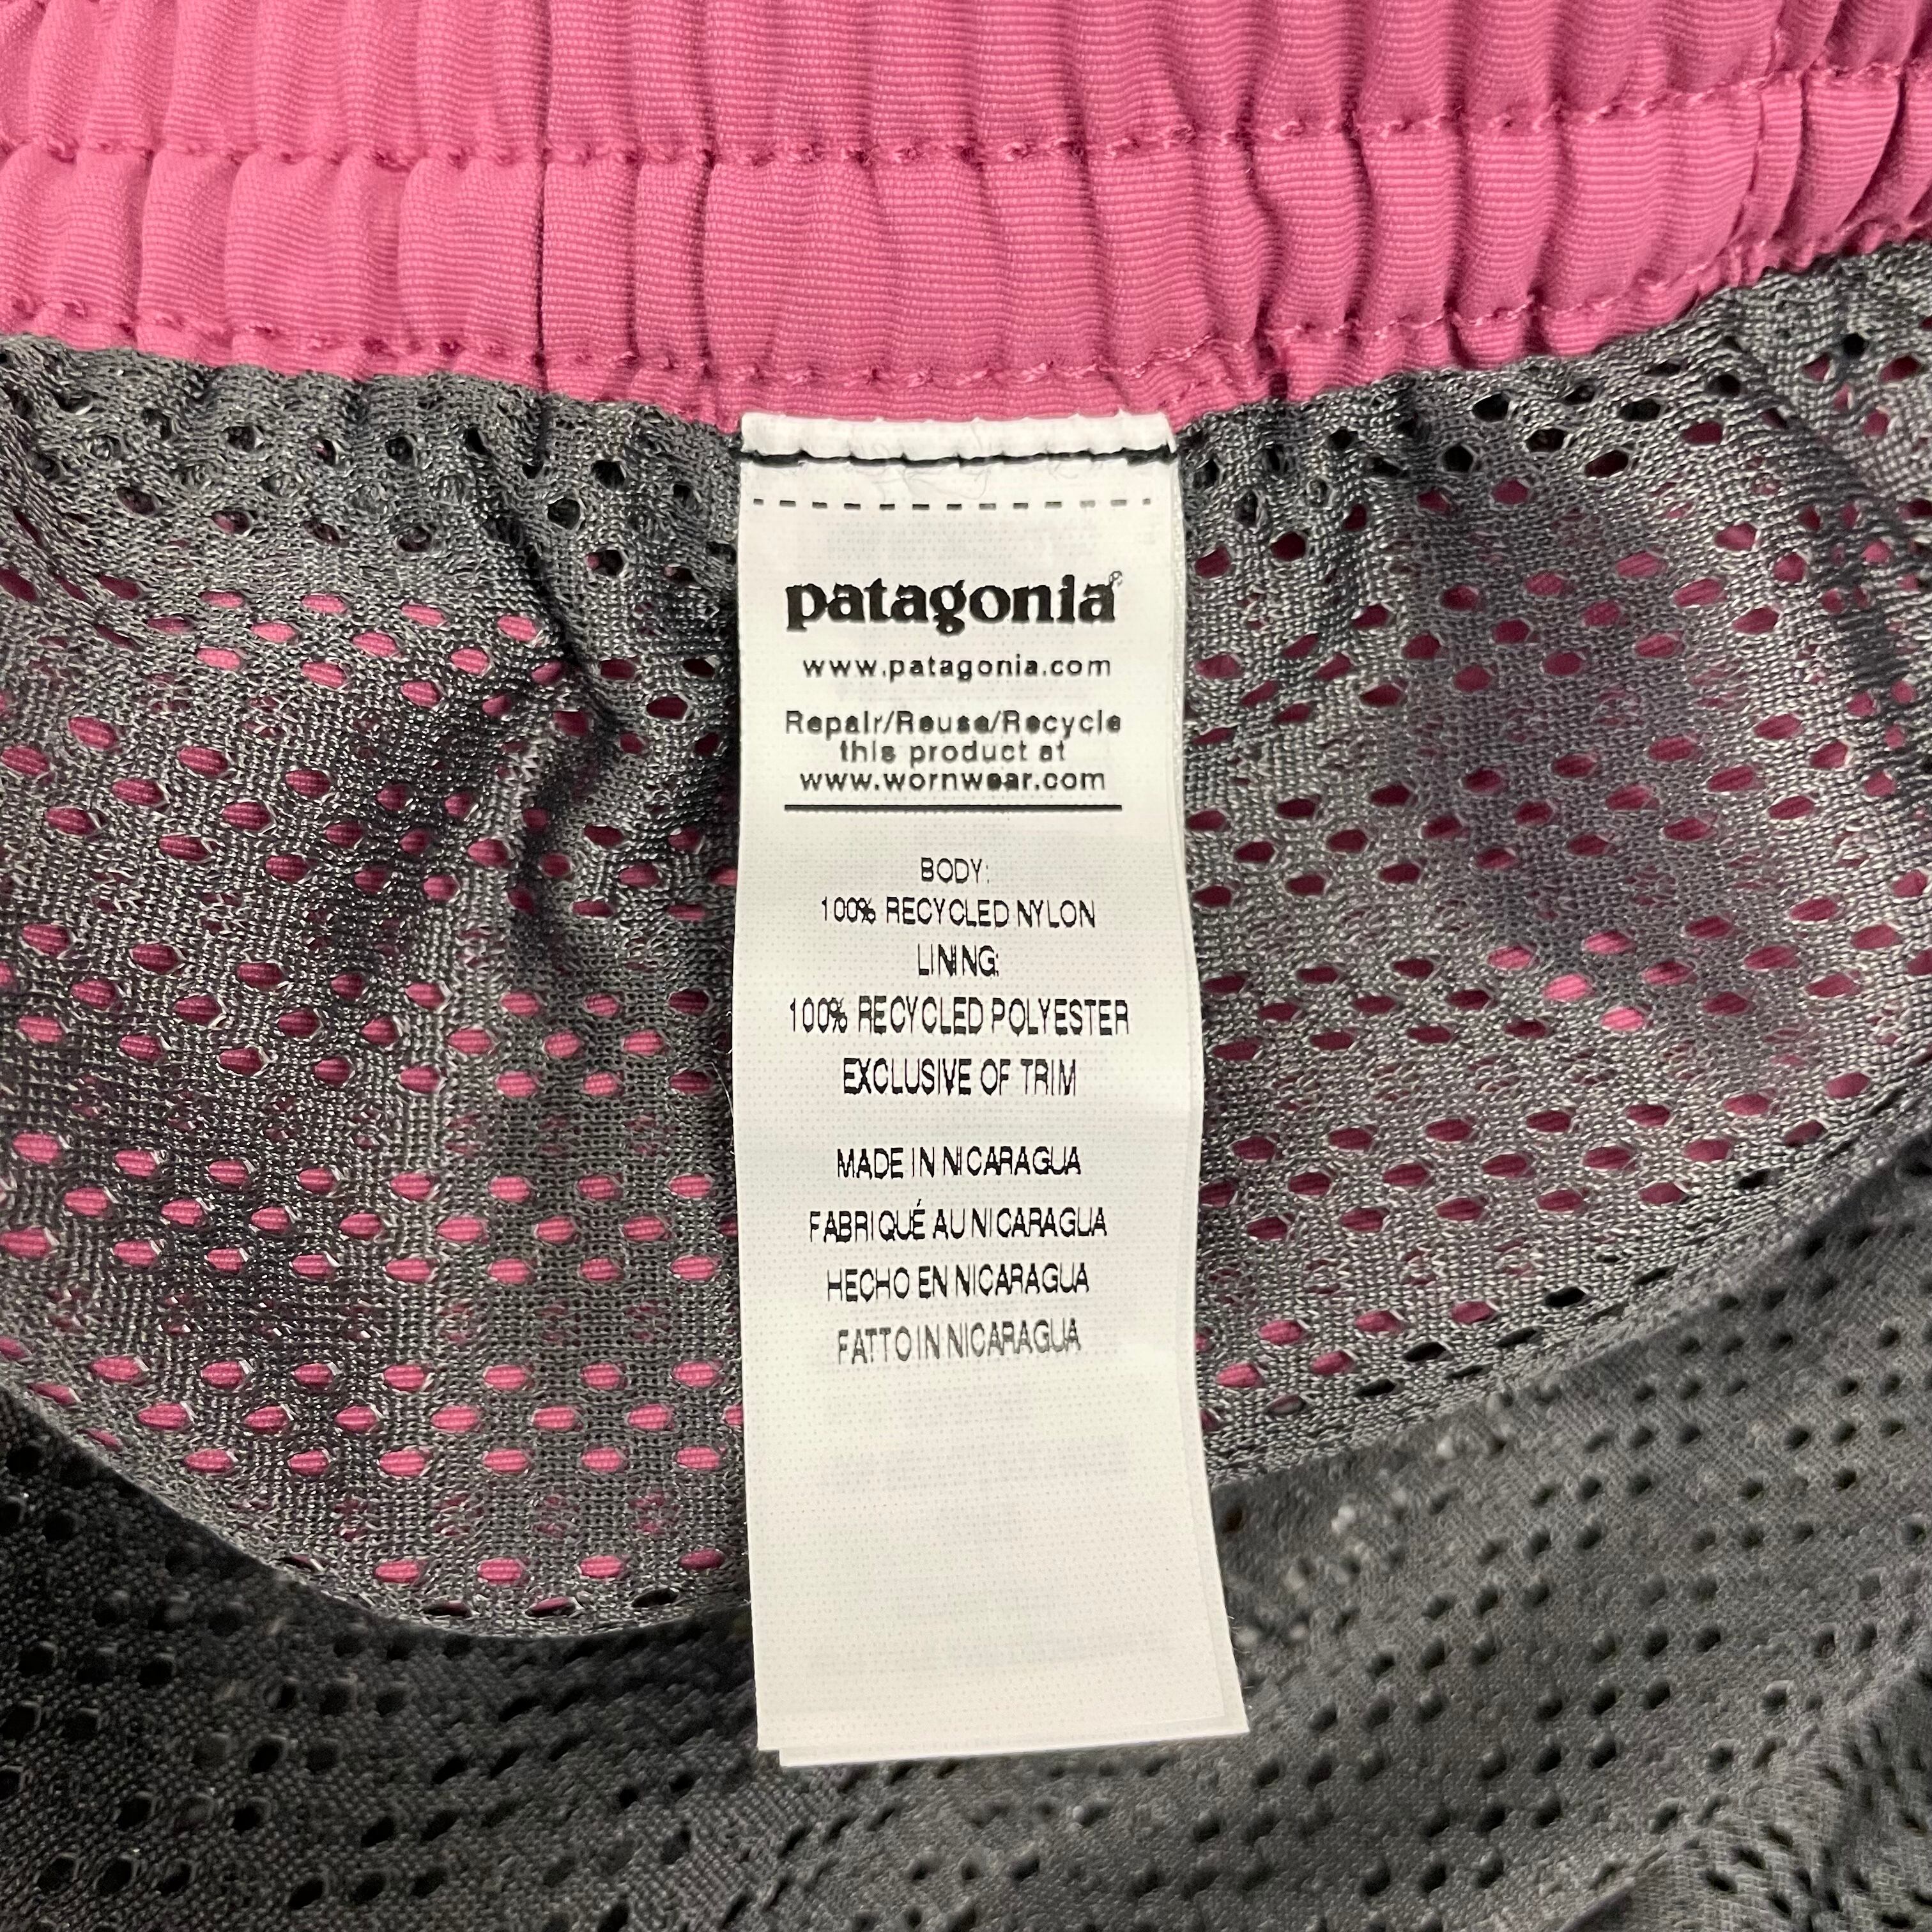 patagonia®
www.patagonia.com
Repair/Reuse/Recycle
this product at
www.wornwear.com
BODY:
100% RECYCLED NYLON
LINING:
100% RECYCLED POLYESTER
EXCLUSIVE OF TRIM
MADE IN NICARAGUA
FABRIQUÉ AU NICARAGUA
HECHO EN NICARAGUA
FATTO IN NICARAGUA